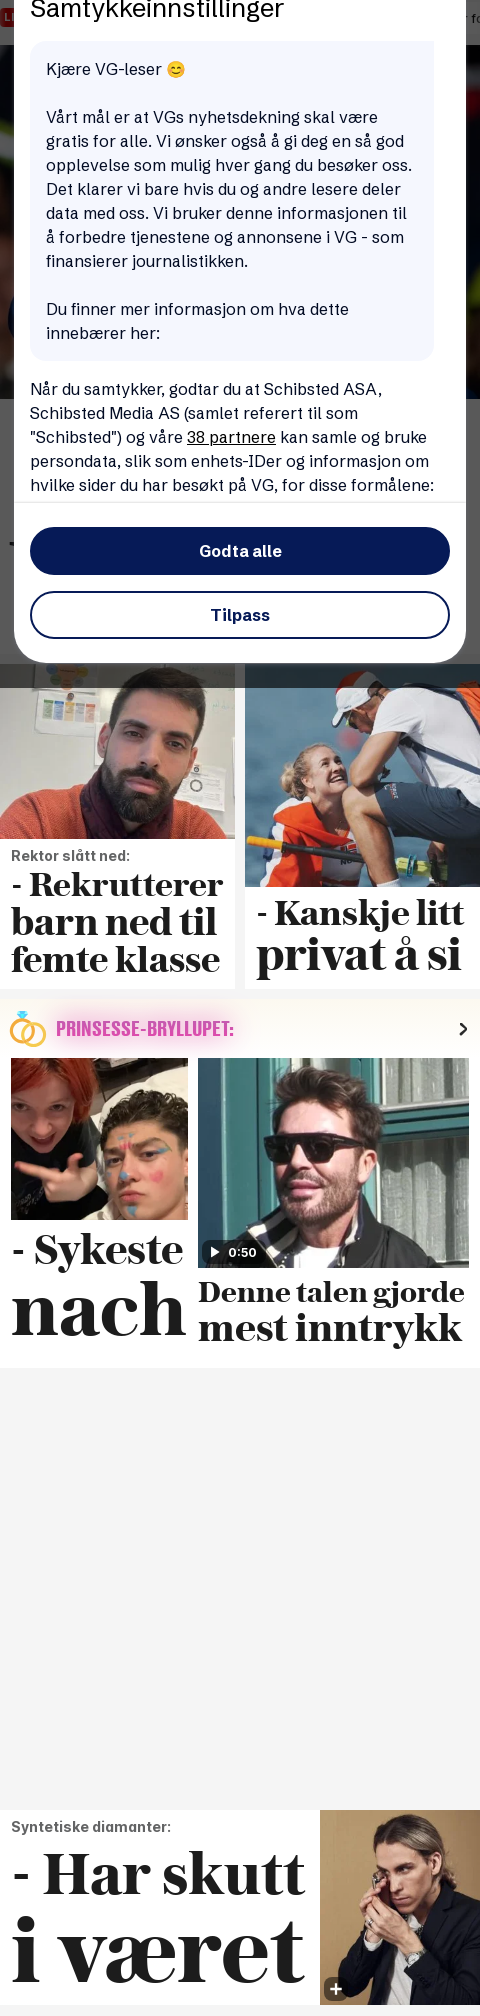 Samtykkeinnstillinger
Kjære VG-leser 😊
Vårt mål er at VGs nyhetsdekning skal være
gratis for alle. Vi ønsker også å gi deg en så god
opplevelse som mulig hver gang du besøker oss.
Det klarer vi bare hvis du og andre lesere deler
data med oss. Vi bruker denne informasjonen til
å forbedre tjenestene og annonsene i VG - som
finansierer journalistikken.
Du finner mer informasjon om hva dette
innebærer her:
Når du samtykker, godtar du at Schibsted ASA,
Schibsted Media AS (samlet referert til som
"Schibsted") og våre 38 partnere kan samle og bruke
persondata, slik som enhets-IDer og informasjon om
hvilke sider du har besøkt på VG, for disse formålene:
Godta alle
Tilpass
Rektor slått ned:
- Rekrutterer
barn ned til
femte klasse
- Kanskje litt
privat å si
PRINSESSE-BRYLLUPET:
- Sykeste
nach
0:50
Denne talen gjorde
mest inntrykk
Syntetiske diamanter:
- Har skutt
i været